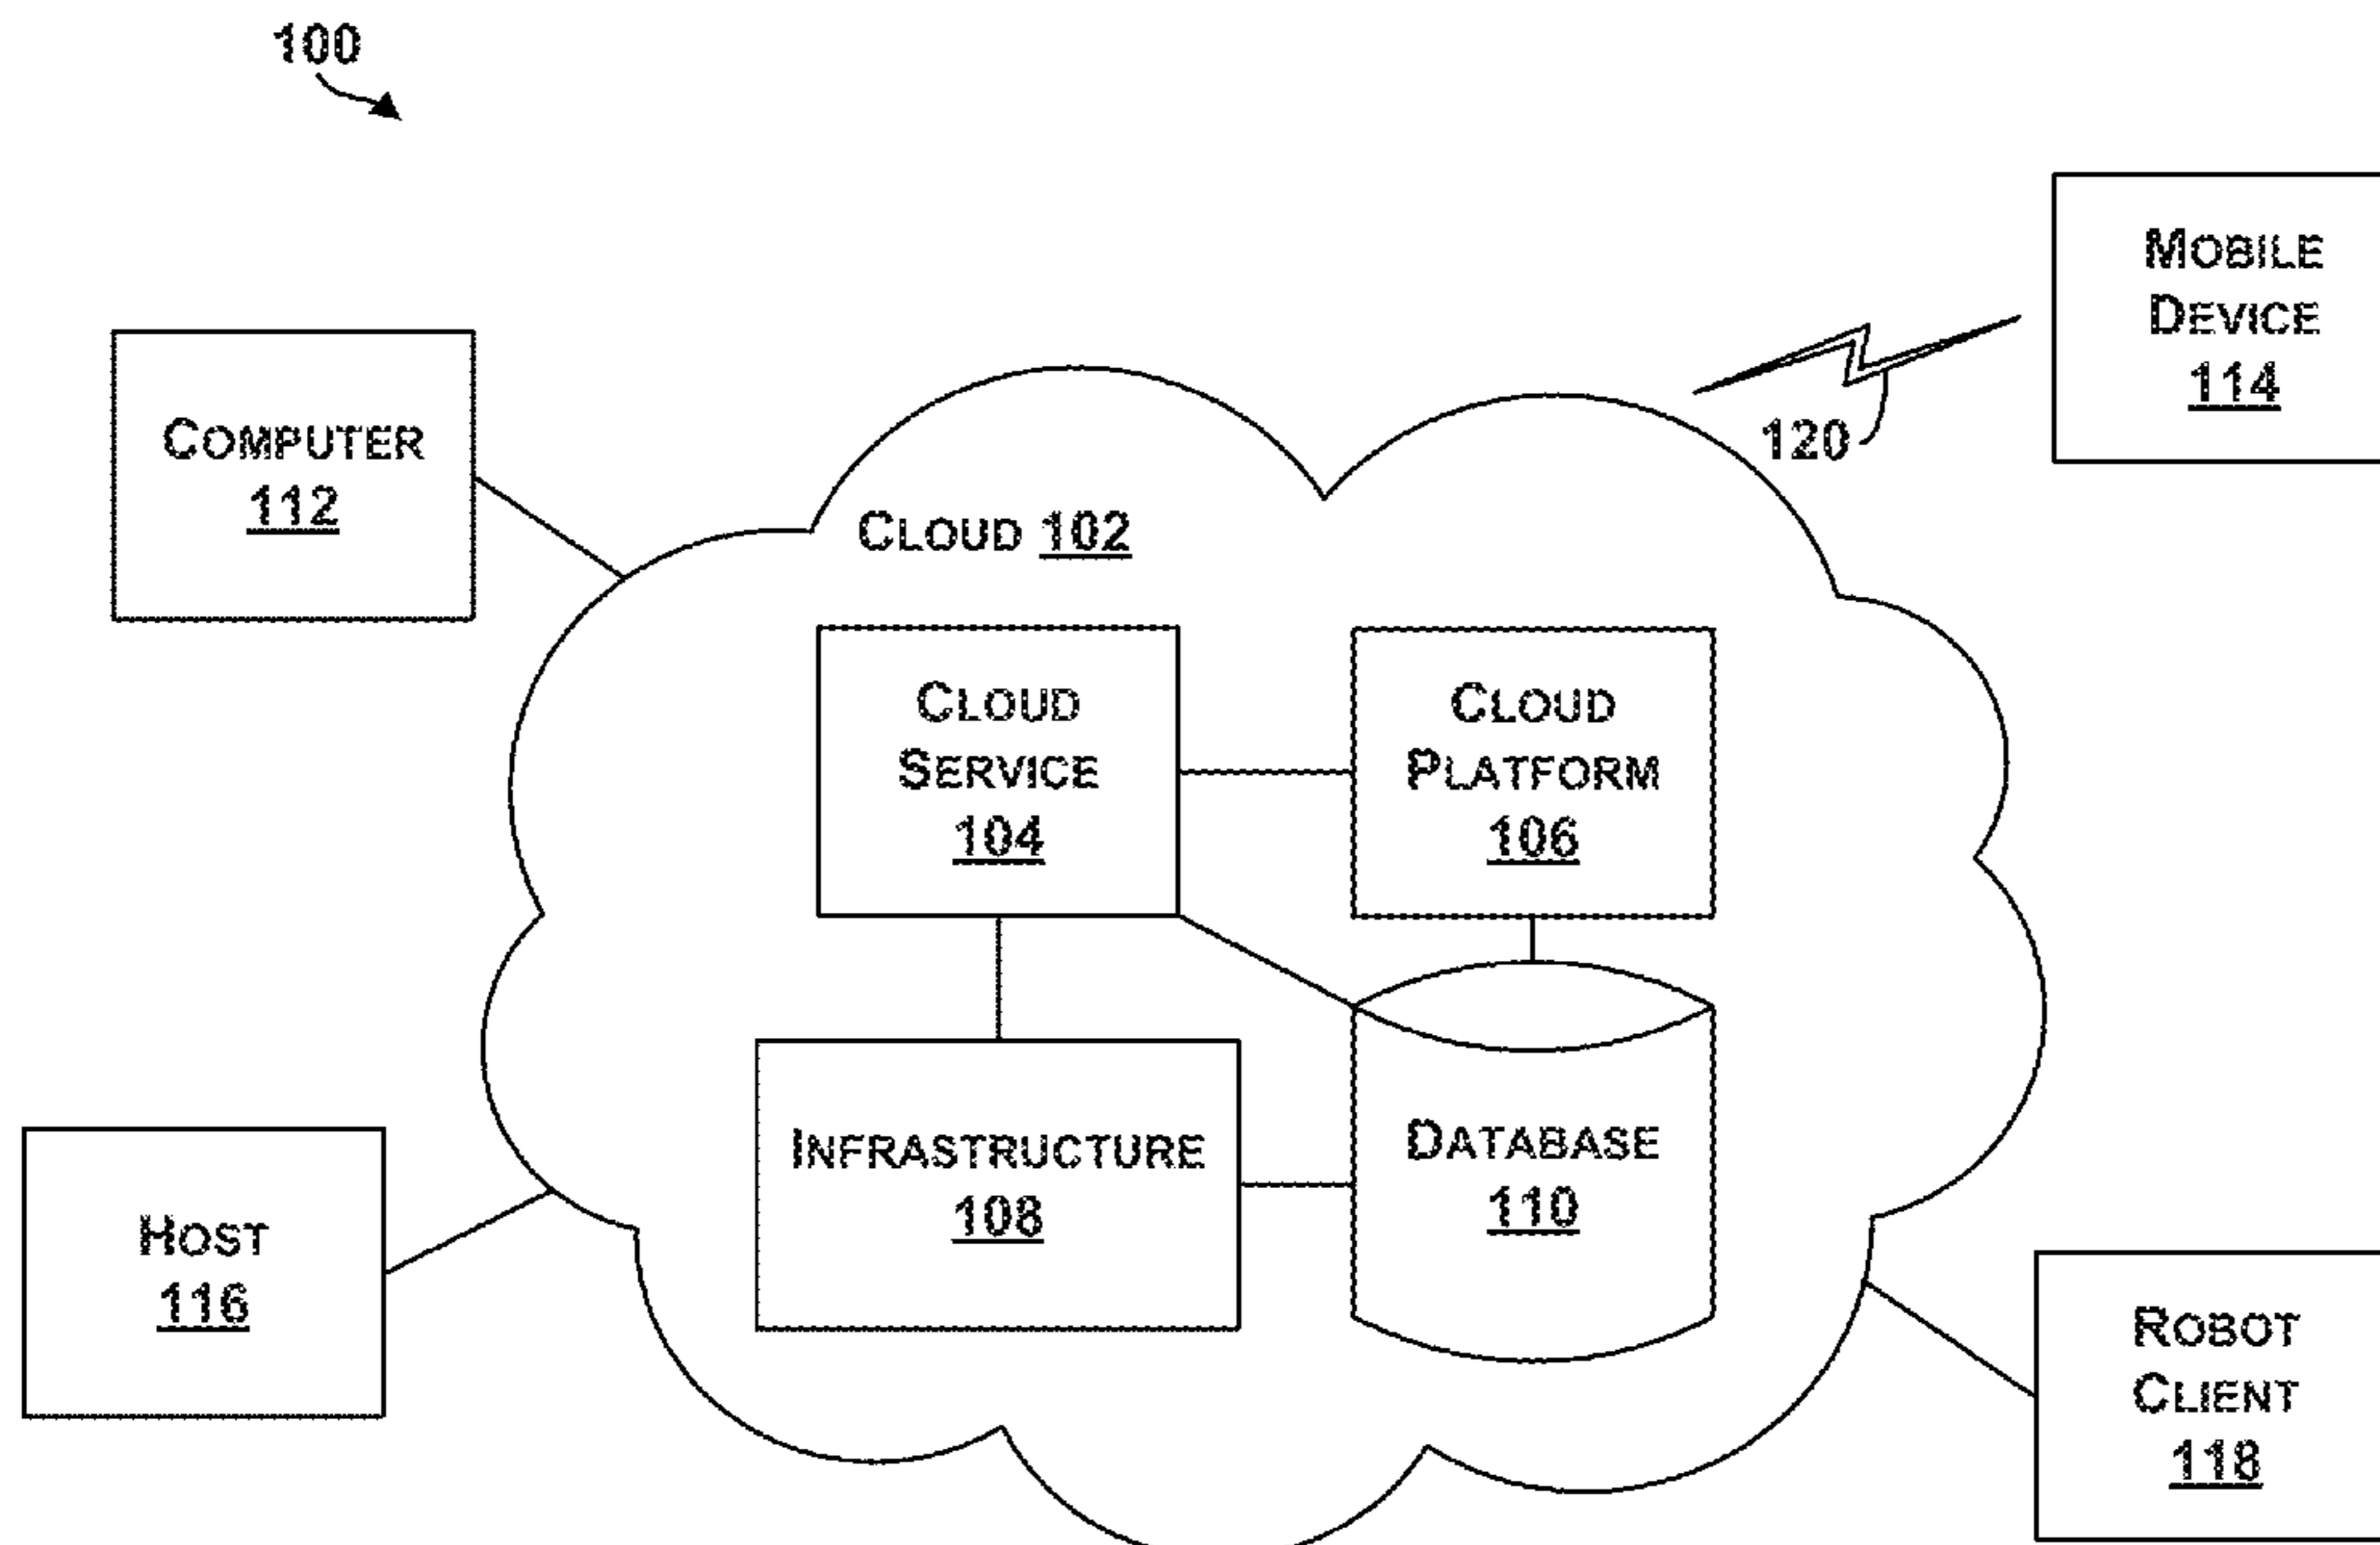 100
MOBILE
DEVICE
114
COMPUTER
112
120
CLOUD 102
CLOUD
SERVICE
104
CLOUD
PLATFORM
106
INFRASTRUCTURE
108
DATABASE
110
HOST
116
ROBOT
CLIENT
118